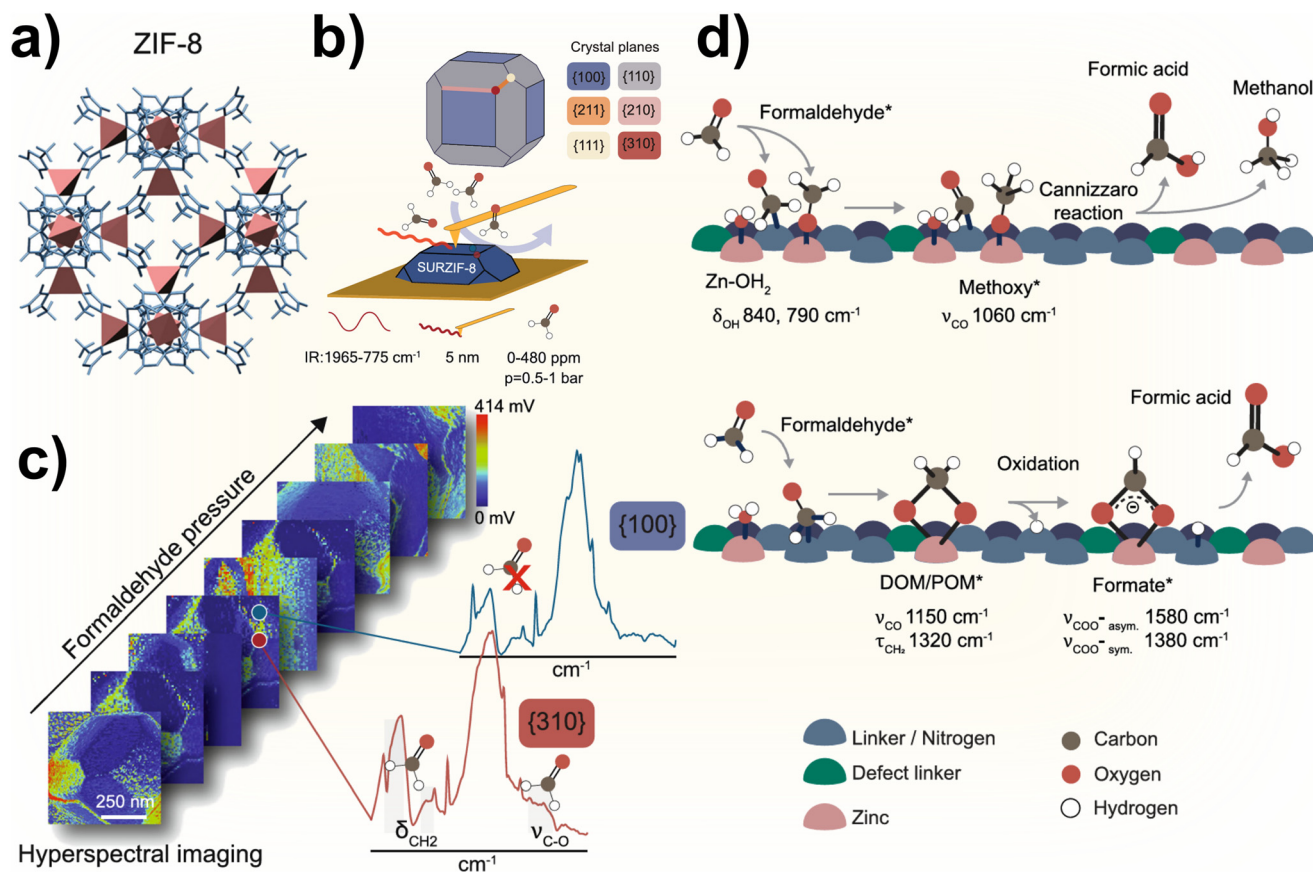 a)
ZIF-8
b)
Crystal planes
{100}
{110}
{211}
{210}
{111}
{310}
SURZIF-8
IR:1965-775 cm⁻¹
5 nm
0-480 ppm
p=0.5-1 bar
c)
Formaldehyde pressure
414 mV
0 mV
{100}
cm⁻¹
{310}
250 nm
δCH2
νC-O
Hyperspectral imaging
cm⁻¹
d)
Formaldehyde*
Formic acid
Methanol
Cannizzaro
reaction
Zn-OH₂
δOH 840, 790 cm⁻¹
Methoxy*
νCO 1060 cm⁻¹
Formaldehyde*
Oxidation
Formic acid
DOM/POM*
νCO 1150 cm⁻¹
τCH₂ 1320 cm⁻¹
Formate*
νCOO⁻ asym. 1580 cm⁻¹
νCOO⁻ sym. 1380 cm⁻¹
Linker / Nitrogen
Defect linker
Zinc
Carbon
Oxygen
Hydrogen